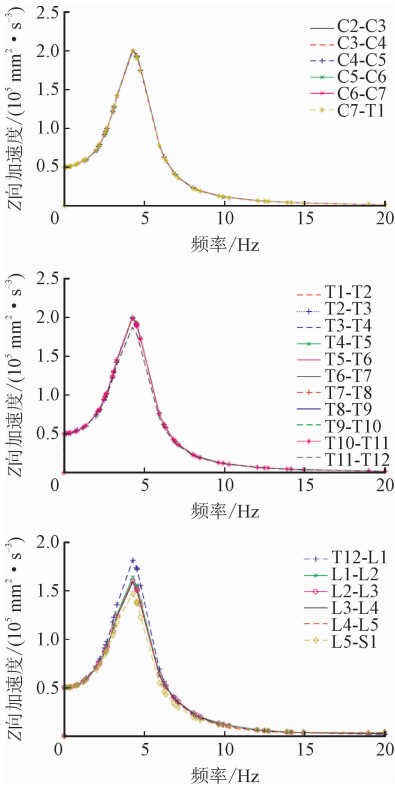 Z向加速度/(10⁵ mm²·s⁻³)
2.5
2.0
1.5
1.0
0.5
0
5
10
15
20
频率/Hz
C2-C3
C3-C4
C4-C5
C5-C6
C6-C7
C7-T1
Z向加速度/(10⁵ mm²·s⁻³)
2.5
2.0
1.5
1.0
0.5
0
5
10
15
20
频率/Hz
T1-T2
T2-T3
T3-T4
T4-T5
T5-T6
T6-T7
T7-T8
T8-T9
T9-T10
T10-T11
T11-T12
Z向加速度/(10⁵ mm²·s⁻³)
2.0
1.5
1.0
0.5
0
5
10
15
20
频率/Hz
T12-L1
L1-L2
L2-L3
L3-L4
L4-L5
L5-S1